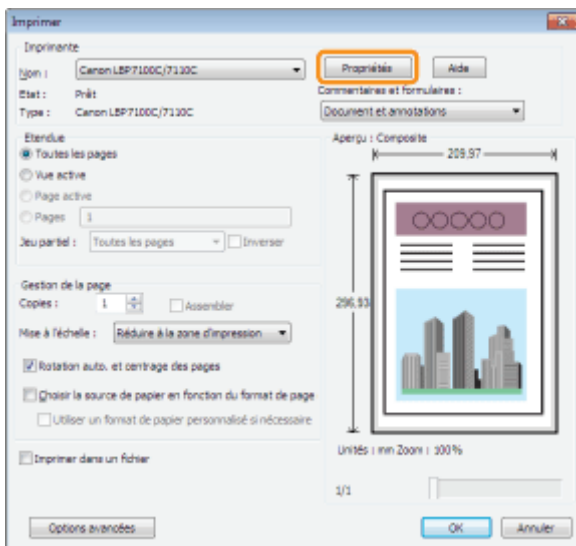 Imprimer
Imprimante
Nom : Canon LBP7100C/7110C Propriétés Aide
Etat : Prêt Commentaires et formulaires :
Type : Canon LBP7100C/7110C Document et annotations
Etendue
Toutes les pages
Vue active
Page active
Pages 1
Jeu partiel : Toutes les pages Inverser
Gestion de la page
Copies : 1 Assembler
Mise à l'échelle : Réduire à la zone d'impression
Rotation auto. et centrage des pages
Choisir la source de papier en fonction du format de page
Utiliser un format de papier personnalisé si nécessaire
Imprimer dans un fichier
Aperçu : Composite
209,97
296,93
Unités : mm Zoom : 100%
1/1
Options avancées OK Annuler